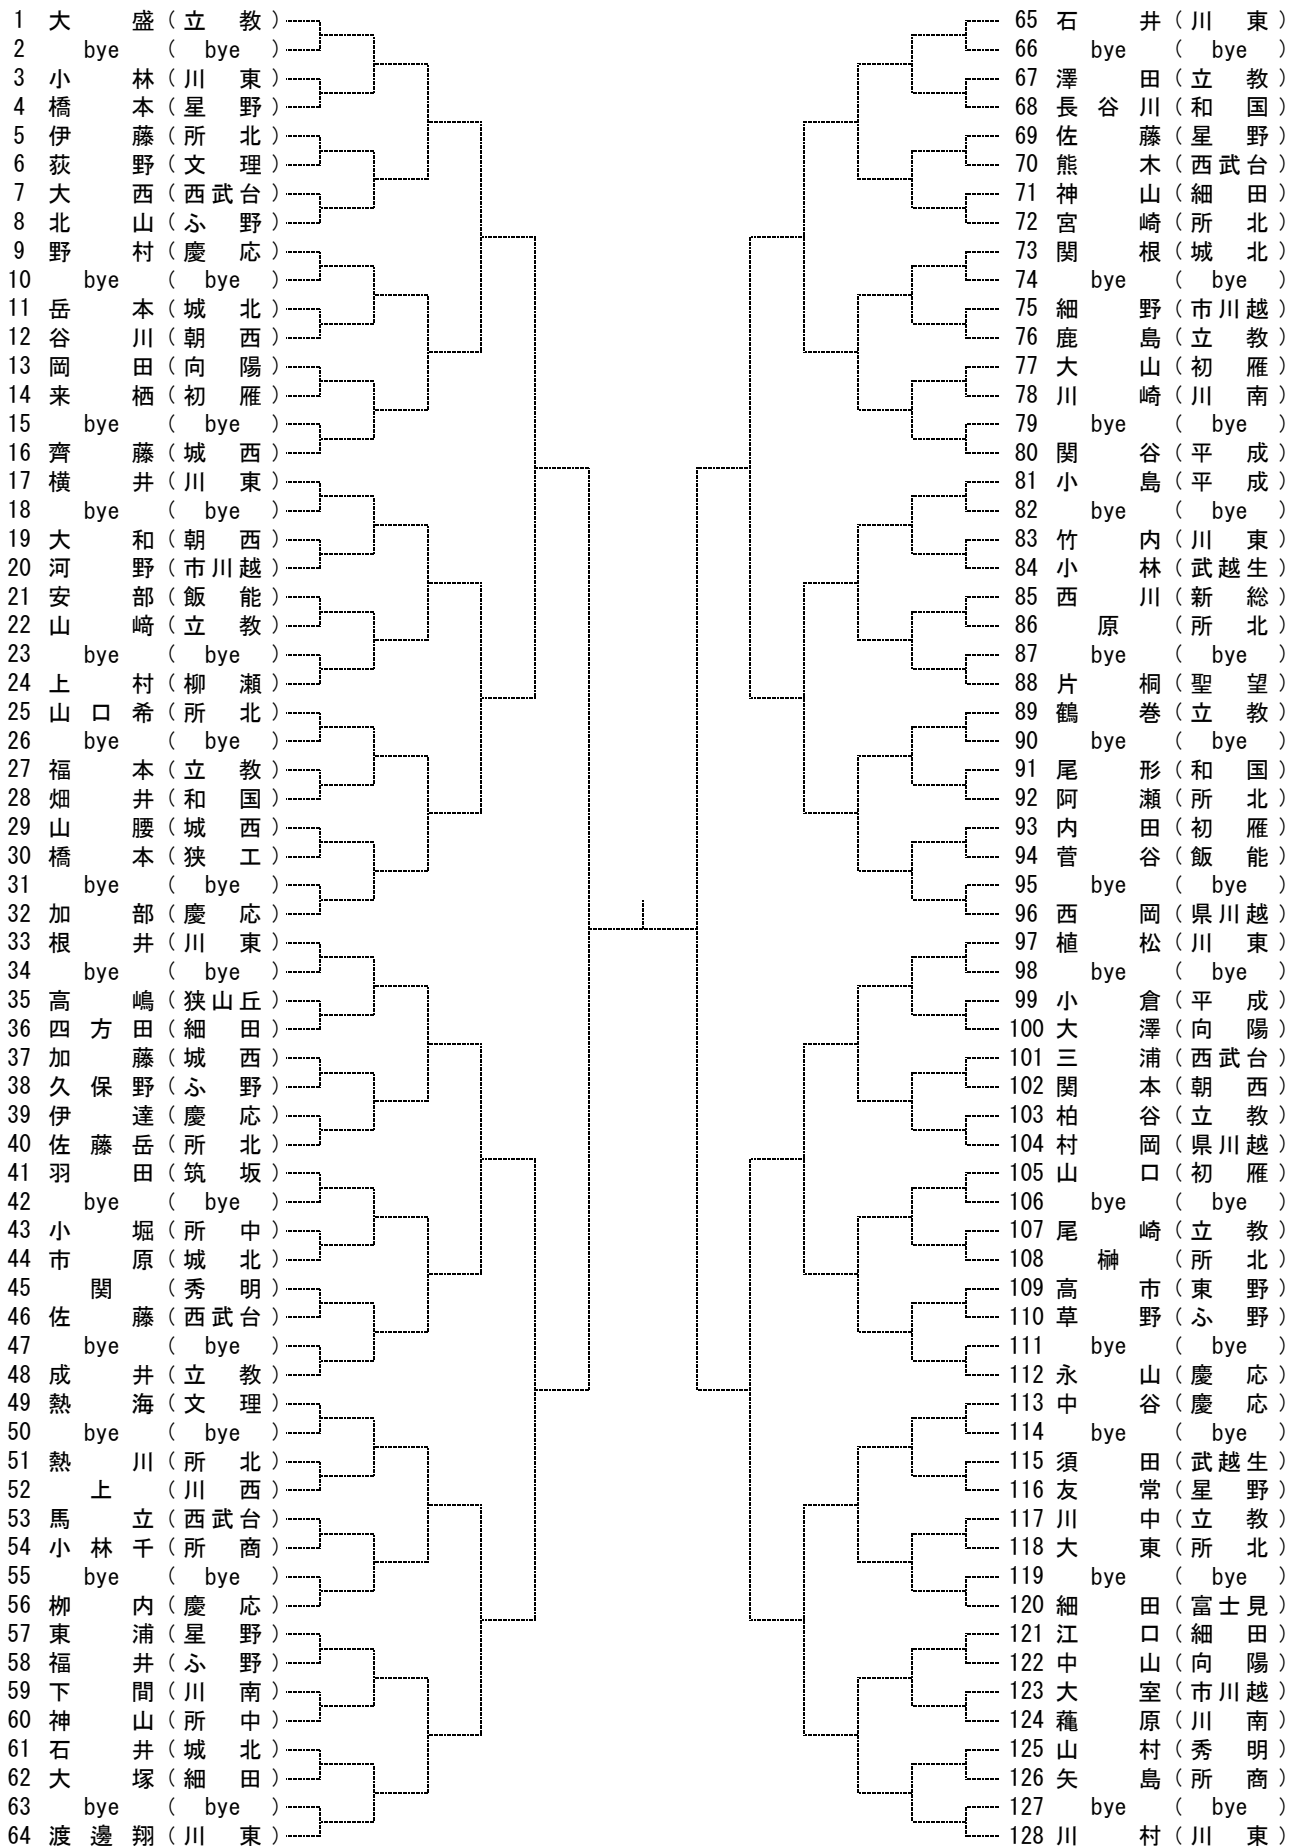 1 大盛（立教）
2 bye（bye）
3 小林（川東）
4 橋本（星野）
5 伊藤（所北）
6 荻野（文理）
7 大西（西武台）
8 北山（ふ野）
9 野村（慶応）
10 bye（bye）
11 岳本（城北）
12 谷川（朝西）
13 岡田（向陽）
14 来栖（初雁）
15 bye（bye）
16 齊藤（城西）
17 横井（川東）
18 bye（bye）
19 大和（朝西）
20 河野（市川越）
21 安部（飯能）
22 山﨑（立教）
23 bye（bye）
24 上村（柳瀬）
25 山口希（所北）
26 bye（bye）
27 福本（立教）
28 畑井（和国）
29 山腰（城西）
30 橋本（狭工）
31 bye（bye）
32 加部（慶応）
33 根井（川東）
34 bye（bye）
35 高嶋（狭山丘）
36 四方田（細田）
37 加藤（城西）
38 久保野（ふ野）
39 伊達（慶応）
40 佐藤岳（所北）
41 羽田（筑坂）
42 bye（bye）
43 小堀（所中）
44 市原（城北）
45 関（秀明）
46 佐藤（西武台）
47 bye（bye）
48 成井（立教）
49 熱海（文理）
50 bye（bye）
51 熱川（所北）
52 上（川西）
53 馬立（西武台）
54 小林千（所商）
55 bye（bye）
56 栁内（慶応）
57 東浦（星野）
58 福井（ふ野）
59 下間（川南）
60 神山（所中）
61 石井（城北）
62 大塚（細田）
63 bye（bye）
64 渡邊翔（川東）
65 石井（川東）
66 bye（bye）
67 澤田（立教）
68 長谷川（和国）
69 佐藤（星野）
70 熊木（西武台）
71 神山（細田）
72 宮崎（所北）
73 関根（城北）
74 bye（bye）
75 細野（市川越）
76 鹿島（立教）
77 大山（初雁）
78 川崎（川南）
79 bye（bye）
80 関谷（平成）
81 小島（平成）
82 bye（bye）
83 竹内（川東）
84 小林（武越生）
85 西川（新総）
86 原（所北）
87 bye（bye）
88 片桐（聖望）
89 鶴巻（立教）
90 bye（bye）
91 尾形（和国）
92 阿瀬（所北）
93 内田（初雁）
94 菅谷（飯能）
95 bye（bye）
96 西岡（県川越）
97 植松（川東）
98 bye（bye）
99 小倉（平成）
100 大澤（向陽）
101 三浦（西武台）
102 関本（朝西）
103 柏谷（立教）
104 村岡（県川越）
105 山口（初雁）
106 bye（bye）
107 尾崎（立教）
108 榊（所北）
109 高市（東野）
110 草野（ふ野）
111 bye（bye）
112 永山（慶応）
113 中谷（慶応）
114 bye（bye）
115 須田（武越生）
116 友常（星野）
117 川中（立教）
118 大東（所北）
119 bye（bye）
120 細田（富士見）
121 江口（細田）
122 中山（向陽）
123 大室（市川越）
124 蘒原（川南）
125 山村（秀明）
126 矢島（所商）
127 bye（bye）
128 川村（川東）